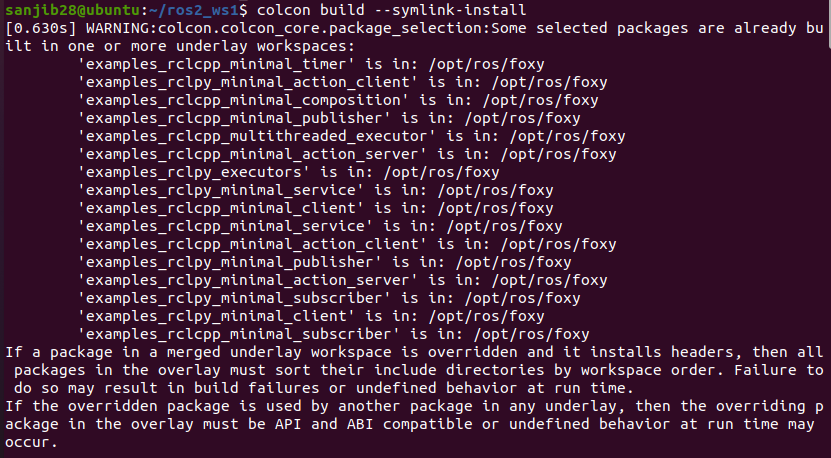 sanjib28@ubuntu:~/ros2_ws1$ colcon build --symlink-install
[0.630s] WARNING:colcon.colcon_core.package_selection:Some selected packages are already bu
ilt in one or more underlay workspaces:
'examples_rclcpp_minimal_timer' is in: /opt/ros/foxy
'examples_rclpy_minimal_action_client' is in: /opt/ros/foxy
'examples_rclcpp_minimal_composition' is in: /opt/ros/foxy
'examples_rclcpp_minimal_publisher' is in: /opt/ros/foxy
'examples_rclcpp_multithreaded_executor' is in: /opt/ros/foxy
'examples_rclcpp_minimal_action_server' is in: /opt/ros/foxy
'examples_rclpy_executors' is in: /opt/ros/foxy
'examples_rclpy_minimal_service' is in: /opt/ros/foxy
'examples_rclcpp_minimal_client' is in: /opt/ros/foxy
'examples_rclcpp_minimal_service' is in: /opt/ros/foxy
'examples_rclcpp_minimal_action_client' is in: /opt/ros/foxy
'examples_rclpy_minimal_publisher' is in: /opt/ros/foxy
'examples_rclpy_minimal_action_server' is in: /opt/ros/foxy
'examples_rclpy_minimal_subscriber' is in: /opt/ros/foxy
'examples_rclpy_minimal_client' is in: /opt/ros/foxy
'examples_rclcpp_minimal_subscriber' is in: /opt/ros/foxy
If a package in a merged underlay workspace is overridden and it installs headers, then all
 packages in the overlay must sort their include directories by workspace order. Failure to
 do so may result in build failures or undefined behavior at run time.
If the overridden package is used by another package in any underlay, then the overriding p
ackage in the overlay must be API and ABI compatible or undefined behavior at run time may
occur.